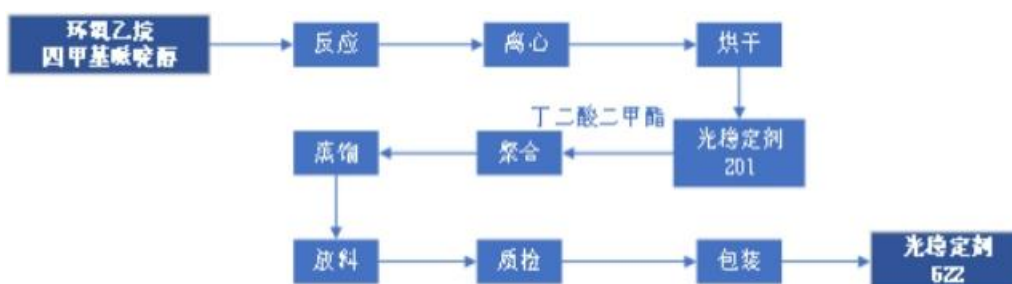 环氧乙烷
四甲基哌啶醇
反应
离心
烘干
丁二酸二甲酯
光稳定剂
201
聚合
蒸馏
放料
质检
包装
光稳定剂
622